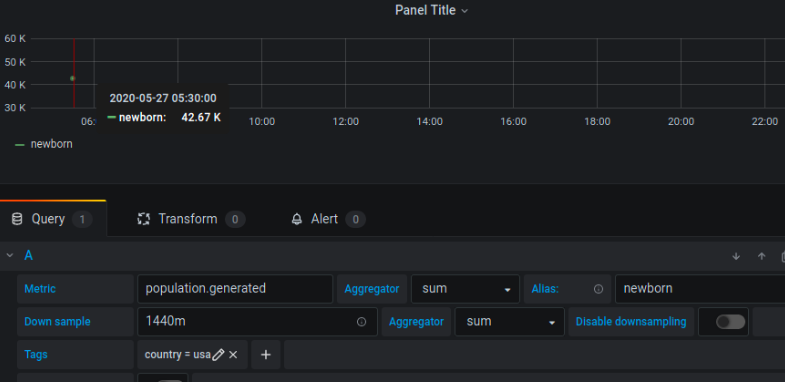 Panel Title
60 K
50 K
40 K
30 K
2020-05-27 05:30:00
newborn: 42.67 K
06: 10:00 12:00 14:00 16:00 18:00 20:00 22:00
newborn
Query 1 Transform 0 Alert 0
A
Metric population.generated Aggregator sum Alias: newborn
Down sample 1440m Aggregator sum Disable downsampling
Tags country = usa